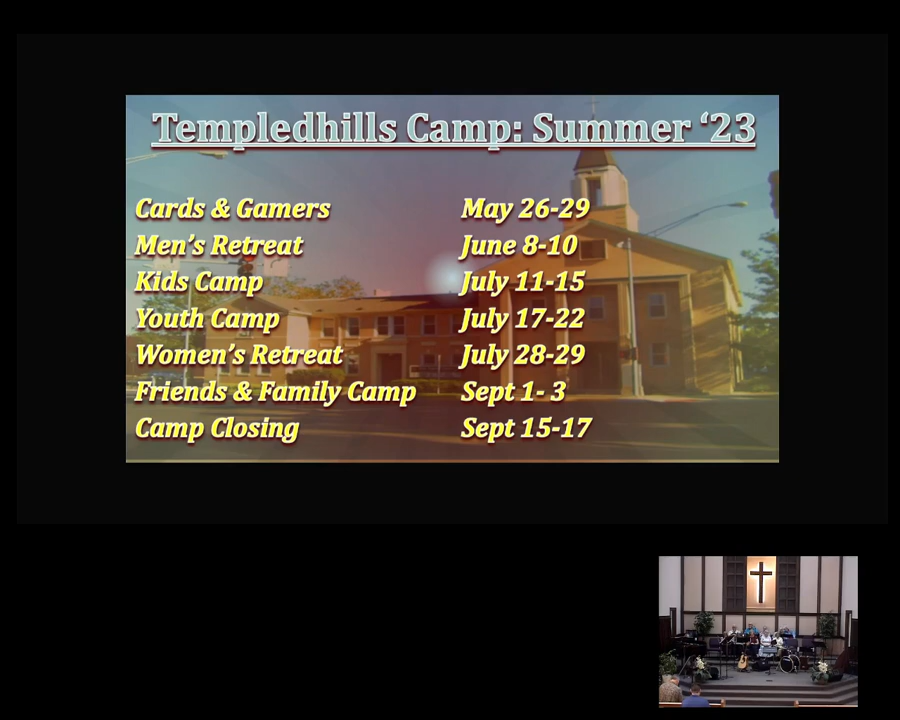 Templedhills Camp: Summer ‘23
Cards & Gamers May 26-29
Men’s Retreat June 8-10
Kids Camp July 11-15
Youth Camp July 17-22
Women’s Retreat July 28-29
Friends & Family Camp Sept 1- 3
Camp Closing Sept 15-17